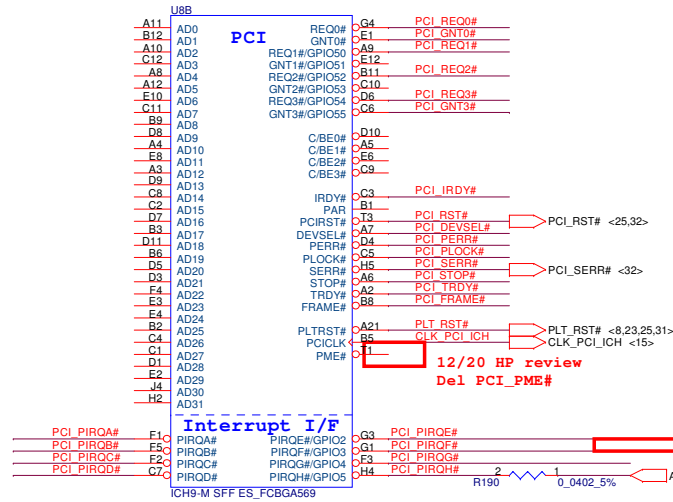 U8B
PCI
A11 AD0 REQ0# G4 PCI_REQ0#
B12 AD1 GNT0# E1 PCI_GNT0#
A10 AD2 REQ1#/GPIO50 A9 PCI_REQ1#
C12 AD3 GNT1#/GPIO51 E12
A8 AD4 REQ2#/GPIO52 B11 PCI_REQ2#
A12 AD5 GNT2#/GPIO53 C10
E10 AD6 REQ3#/GPIO54 D6 PCI_REQ3#
C11 AD7 GNT3#/GPIO55 C6 PCI_GNT3#
B9 AD8
D8 AD9 C/BE0# D10
A4 AD10 C/BE1# A5
E8 AD11 C/BE2# E6
A3 AD12 C/BE3# C9
D9 AD13
C8 AD14 IRDY# C3 PCI_IRDY#
C2 AD15 PAR B1
D7 AD16 PCIRST# T3 PCI_RST# PCI_RST# <25,32>
B3 AD17 DEVSEL# A7 PCI_DEVSEL#
D11 AD18 PERR# D4 PCI_PERR#
B6 AD19 PLOCK# C5 PCI_PLOCK#
D5 AD20 SERR# H5 PCI_SERR# PCI_SERR# <32>
D3 AD21 STOP# A6 PCI_STOP#
F4 AD22 TRDY# A2 PCI_TRDY#
E3 AD23 FRAME# B8 PCI_FRAME#
E4 AD24
B2 AD25 PLTRST# A21 PLT_RST# PLT_RST# <8,23,25,31>
C4 AD26 PCICLK B5 CLK_PCI_ICH CLK_PCI_ICH <15>
C1 AD27 PME# T1
D1 AD28
E2 AD29
J4 AD30
H2 AD31
12/20 HP review
Del PCI_PME#
Interrupt I/F
PCI_PIRQA# F1 PIRQA# PIRQE#/GPIO2 G3 PCI_PIRQE#
PCI_PIRQB# F5 PIRQB# PIRQF#/GPIO3 G1 PCI_PIRQF#
PCI_PIRQC# F2 PIRQC# PIRQG#/GPIO4 F3 PCI_PIRQG#
PCI_PIRQD# C7 PIRQD# PIRQH#/GPIO5 H4 PCI_PIRQH# 2 1 A
R190 0_0402_5%
ICH9-M SFF ES_FCBGA569